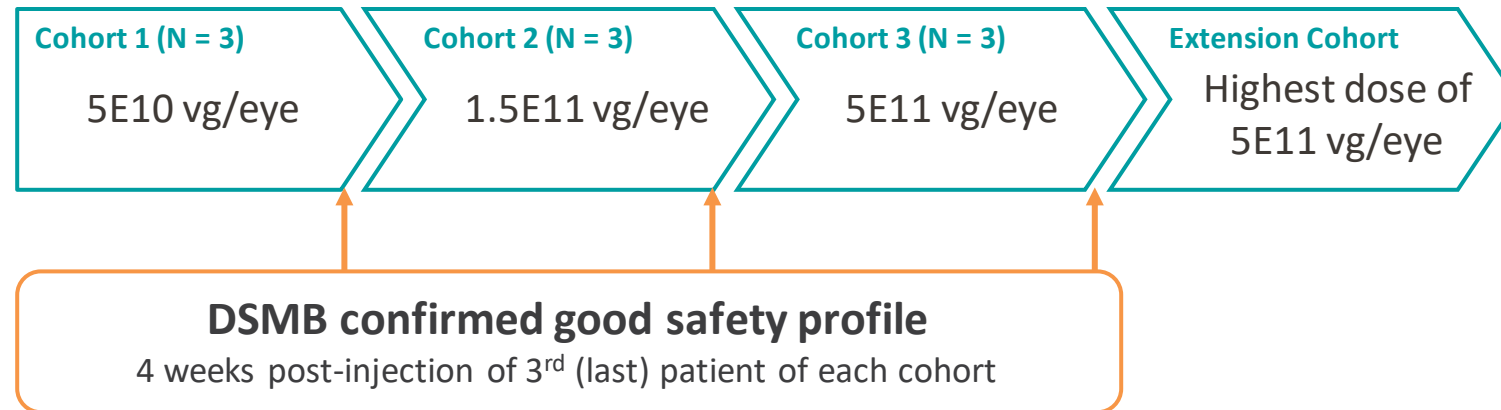 Cohort 1 (N = 3)
5E10 vg/eye
Cohort 2 (N = 3)
1.5E11 vg/eye
Cohort 3 (N = 3)
5E11 vg/eye
Extension Cohort
Highest dose of
5E11 vg/eye
DSMB confirmed good safety profile
4 weeks post-injection of 3rd (last) patient of each cohort